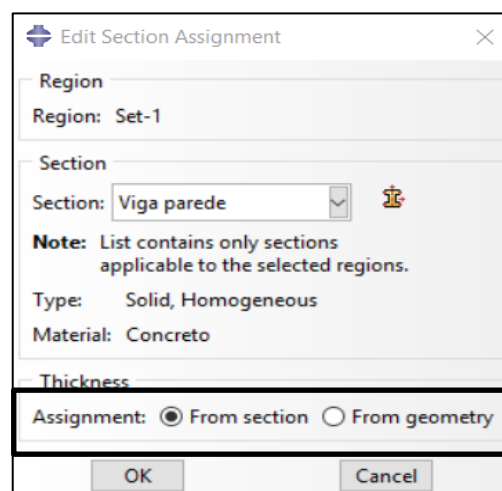 Edit Section Assignment
Region
Region: Set-1
Section
Section: Viga parede
Note: List contains only sections
applicable to the selected regions.
Type: Solid, Homogeneous
Material: Concreto
Thickness
Assignment: From section From geometry
OK Cancel